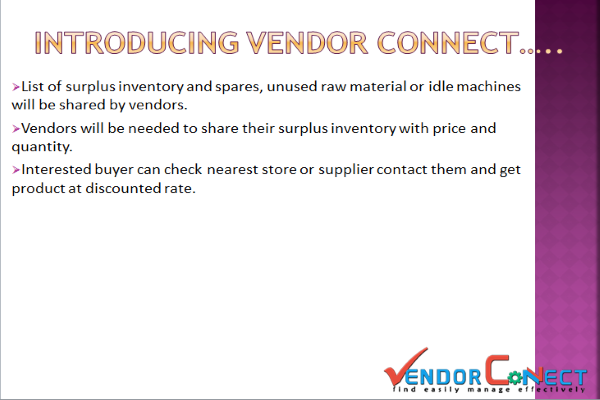 INTRODUCING VENDOR CONNECT.....
➢List of surplus inventory and spares, unused raw material or idle machines
will be shared by vendors.
➢Vendors will be needed to share their surplus inventory with price and
quantity.
➢Interested buyer can check nearest store or supplier contact them and get
product at discounted rate.
VENDOR CONNECT
find easily manage effectively